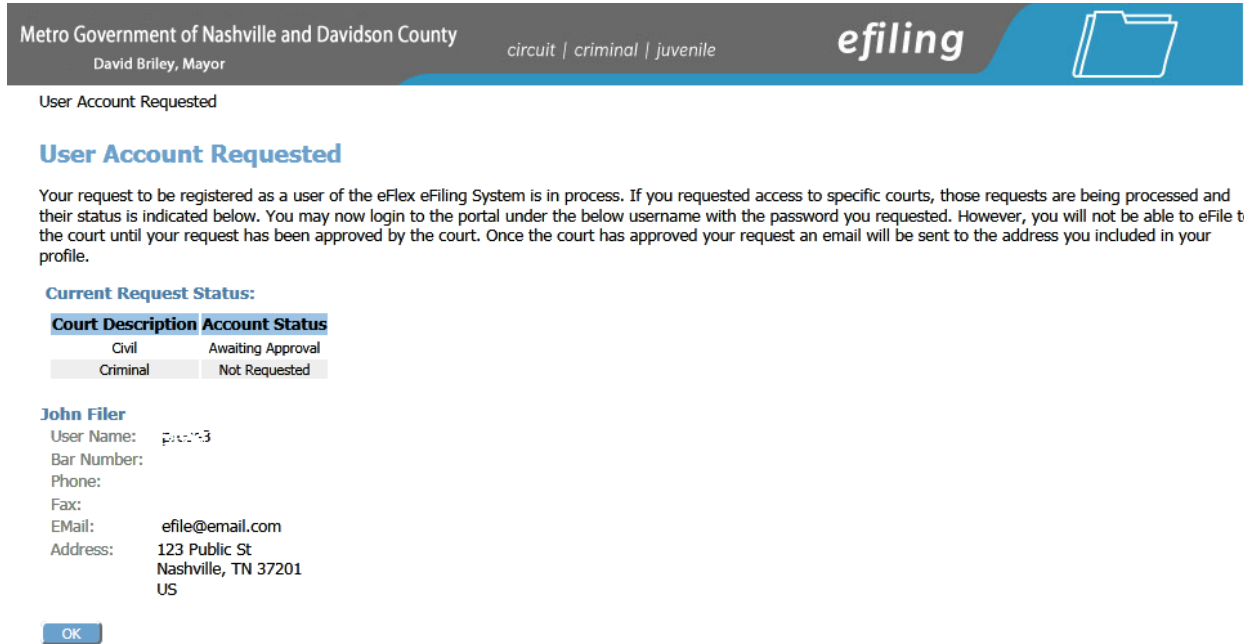 Metro Government of Nashville and Davidson County
David Briley, Mayor
circuit | criminal | juvenile
efiling
User Account Requested
User Account Requested
Your request to be registered as a user of the eFlex eFiling System is in process. If you requested access to specific courts, those requests are being processed and
their status is indicated below. You may now login to the portal under the below username with the password you requested. However, you will not be able to eFile t
the court until your request has been approved by the court. Once the court has approved your request an email will be sent to the address you included in your
profile.
Current Request Status:
Court Description Account Status
Civil Awaiting Approval
Criminal Not Requested
John Filer
User Name:
Bar Number:
Phone:
Fax:
EMail: efile@email.com
Address: 123 Public St
Nashville, TN 37201
US
OK